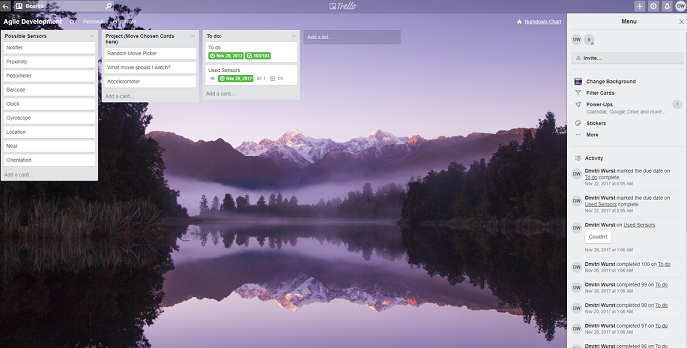 Boards
Trello
DW
Agile Development
Personal
Private
Burndown Chart
Possible Sensors
Notifier
Proximity
Pedometer
Barcode
Clock
Gyroscope
Location
Near
Orientation
Add a card...
Project (Move Chosen Cards
here)
Random Movie Picker
What movie should I watch?
Accelerometer
Add a card...
To do:
To do
Nov 20, 2017
103/103
Used Sensors
Nov 20, 2017
1
1/3
Add a card...
Add a list...
Menu
DW
Invite...
Change Background
Filter Cards
Power-Ups
1
Calendar, Google Drive and more...
Stickers
More
Activity
DW
Dmitri Wurst marked the due date on
To do complete
Nov 22, 2017 at 8:05 AM
DW
Dmitri Wurst marked the due date on
Used Sensors complete
Nov 22, 2017 at 8:05 AM
DW
Dmitri Wurst on Used Sensors
Couldn't
Nov 20, 2017 at 1:06 AM
DW
Dmitri Wurst completed 100 on To do
Nov 20, 2017 at 1:06 AM
DW
Dmitri Wurst completed 99 on To do
Nov 20, 2017 at 1:06 AM
DW
Dmitri Wurst completed 98 on To do
Nov 20, 2017 at 1:06 AM
DW
Dmitri Wurst completed 97 on To do
Nov 20, 2017 at 1:06 AM
Dmitri Wurst completed 96 on To do